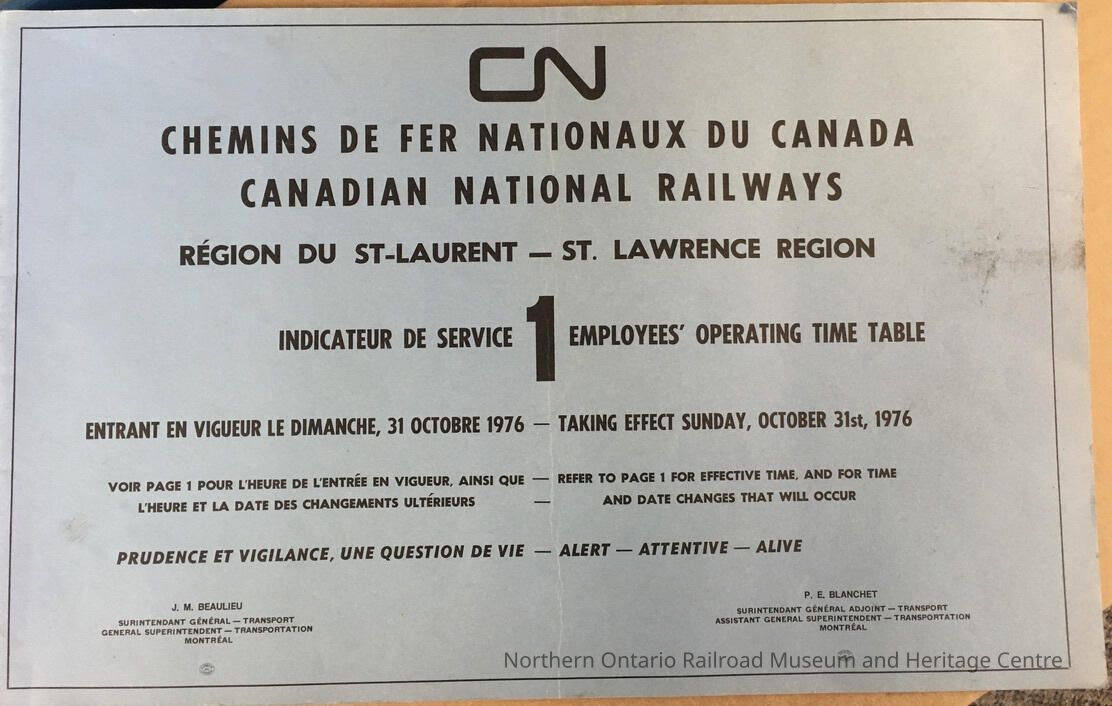 CN
CHEMINS DE FER NATIONAUX DU CANADA
CANADIAN NATIONAL RAILWAYS
RÉGION DU ST-LAURENT — ST. LAWRENCE REGION
INDICATEUR DE SERVICE 1 EMPLOYEES' OPERATING TIME TABLE
ENTRANT EN VIGUEUR LE DIMANCHE, 31 OCTOBRE 1976 — TAKING EFFECT SUNDAY, OCTOBER 31st, 1976
VOIR PAGE 1 POUR L'HEURE DE L'ENTRÉE EN VIGUEUR, AINSI QUE — REFER TO PAGE 1 FOR EFFECTIVE TIME, AND FOR TIME
L'HEURE ET LA DATE DES CHANGEMENTS ULTÉRIEURS — AND DATE CHANGES THAT WILL OCCUR
PRUDENCE ET VIGILANCE, UNE QUESTION DE VIE — ALERT — ATTENTIVE — ALIVE
J. M. BEAULIEU
SURINTENDANT GÉNÉRAL — TRANSPORT
GENERAL SUPERINTENDENT — TRANSPORTATION
MONTRÉAL
P. E. BLANCHET
SURINTENDANT GÉNÉRAL ADJOINT — TRANSPORT
ASSISTANT GENERAL SUPERINTENDENT — TRANSPORTATION
MONTRÉAL
Northern Ontario Railroad Museum and Heritage Centre